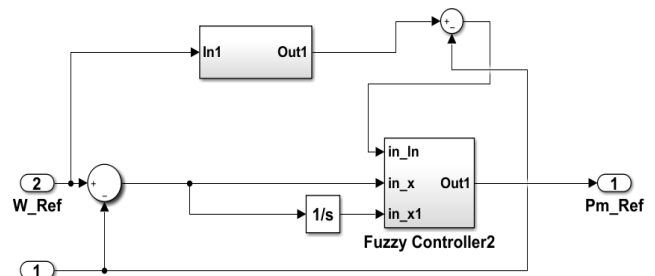 In1 Out1
+
−
in_In
2
+
−
in_x Out1
1
W_Ref
Pm_Ref
1/s
in_x1
Fuzzy Controller2
1